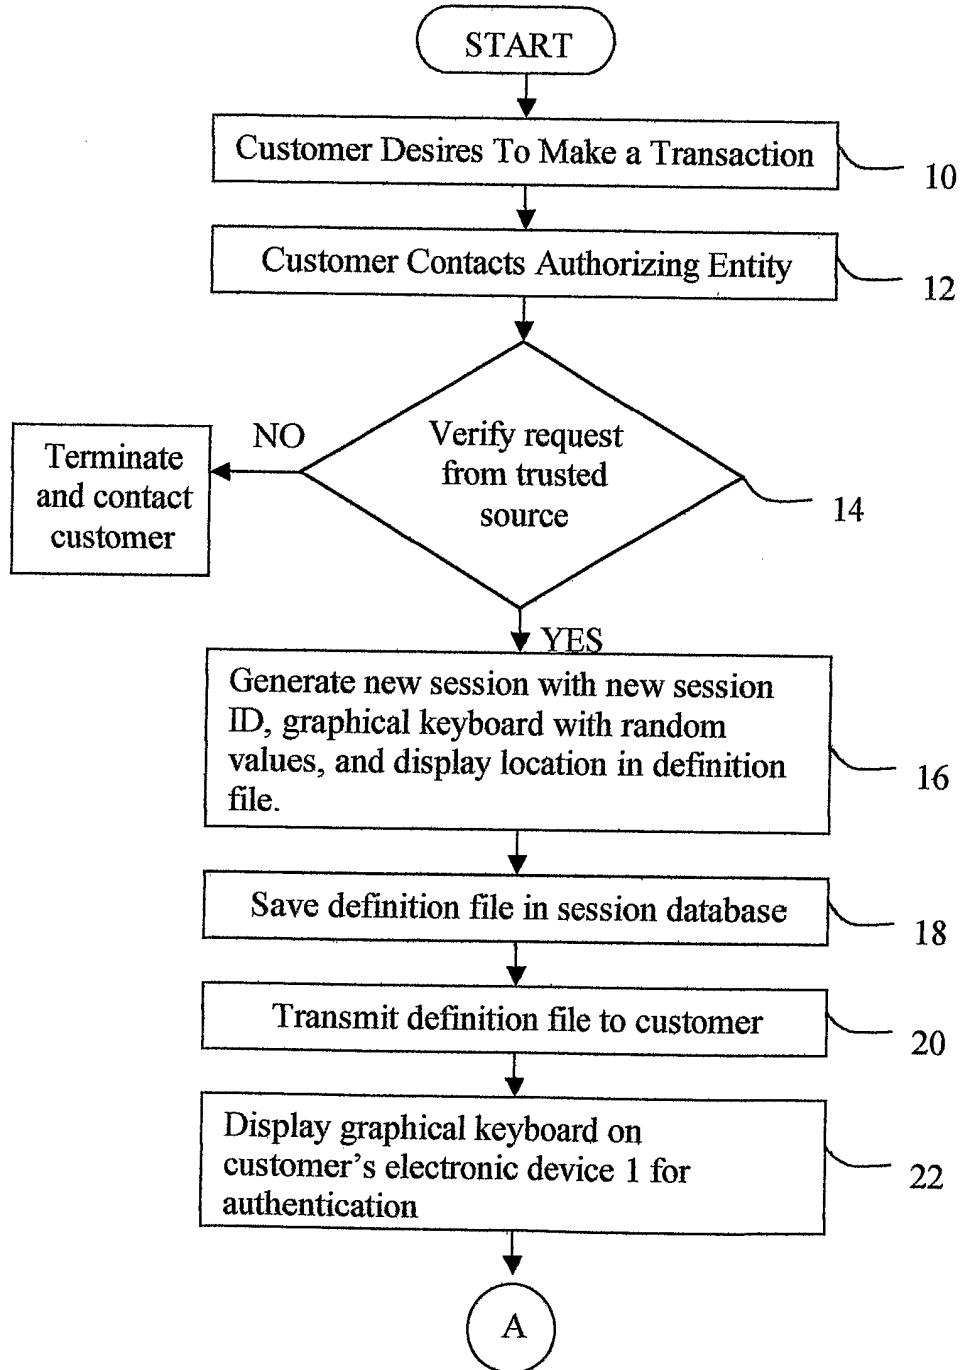 START
Customer Desires To Make a Transaction
10
Customer Contacts Authorizing Entity
12
Verify request
from trusted
source
14
NO
Terminate
and contact
customer
YES
Generate new session with new session
ID, graphical keyboard with random
values, and display location in definition
file.
16
Save definition file in session database
18
Transmit definition file to customer
20
Display graphical keyboard on
customer's electronic device 1 for
authentication
22
A